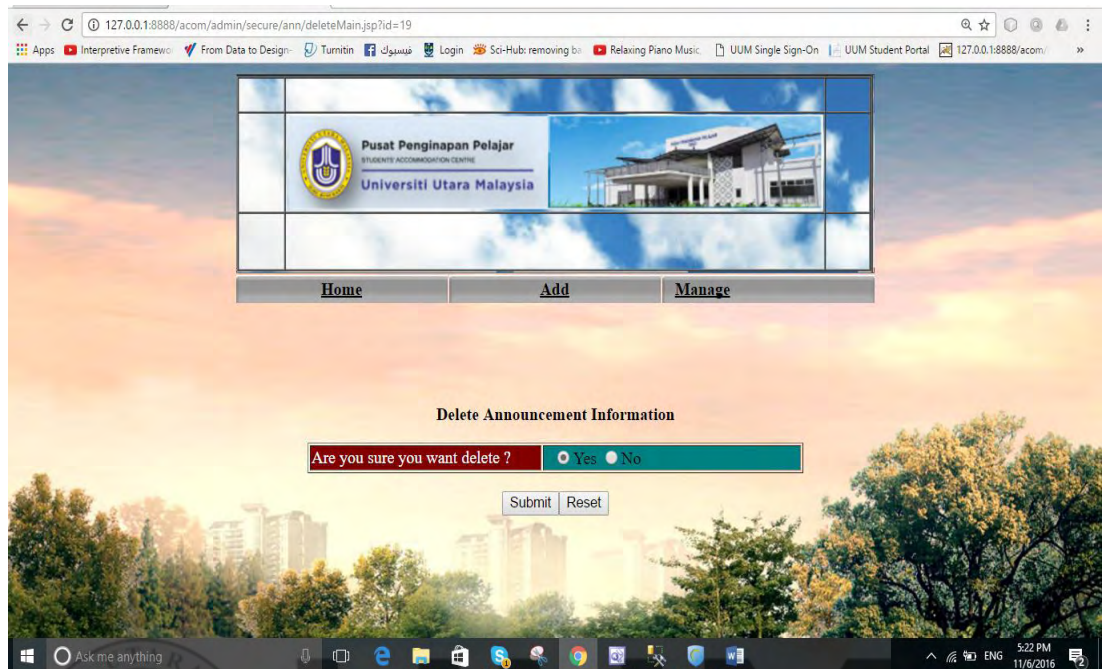 127.0.0.1:8888/acom/admin/secure/ann/deleteMain.jsp?id=19
Apps Interpretive Framewo From Data to Design- Turnitin فيسبوك Login Sci-Hub: removing ba Relaxing Piano Music, UUM Single Sign-On UUM Student Portal 127.0.0.1:8888/acom/ »
Pusat Penginapan Pelajar
STUDENTS ACCOMMODATION CENTRE
Universiti Utara Malaysia
Home Add Manage
Delete Announcement Information
Are you sure you want delete ? Yes No
Submit Reset
Ask me anything
ENG 5:22 PM
11/6/2016